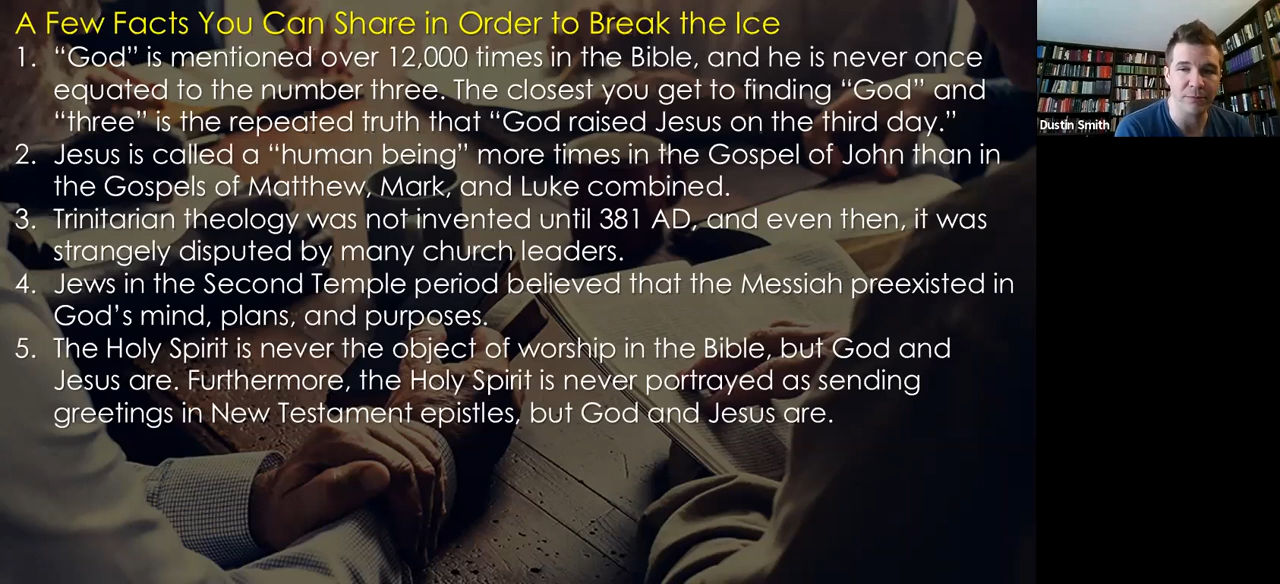 A Few Facts You Can Share in Order to Break the Ice
1. “God” is mentioned over 12,000 times in the Bible, and he is never once
equated to the number three. The closest you get to finding “God” and
“three” is the repeated truth that “God raised Jesus on the third day.”
2. Jesus is called a “human being” more times in the Gospel of John than in
the Gospels of Matthew, Mark, and Luke combined.
3. Trinitarian theology was not invented until 381 AD, and even then, it was
strangely disputed by many church leaders.
4. Jews in the Second Temple period believed that the Messiah preexisted in
God’s mind, plans, and purposes.
5. The Holy Spirit is never the object of worship in the Bible, but God and
Jesus are. Furthermore, the Holy Spirit is never portrayed as sending
greetings in New Testament epistles, but God and Jesus are.
Dustin Smith